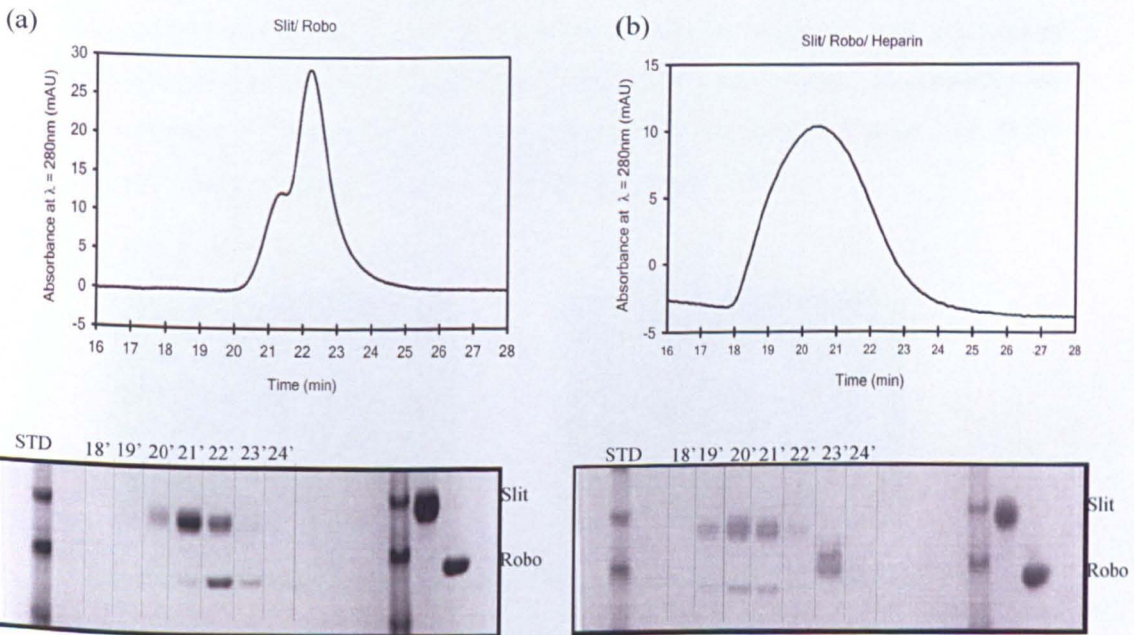 (a)
Slit/ Robo
Absorbance at λ = 280nm (mAU)
30
25
20
15
10
5
0
-5
16 17 18 19 20 21 22 23 24 25 26 27 28
Time (min)
(b)
Slit/ Robo/ Heparin
Absorbance at λ = 280nm (mAU)
15
10
5
0
-5
16 17 18 19 20 21 22 23 24 25 26 27 28
Time (min)
STD 18’ 19’ 20’ 21’ 22’ 23’ 24’
Slit
Robo
STD 18’ 19’ 20’ 21’ 22’ 23’ 24’
Slit
Robo